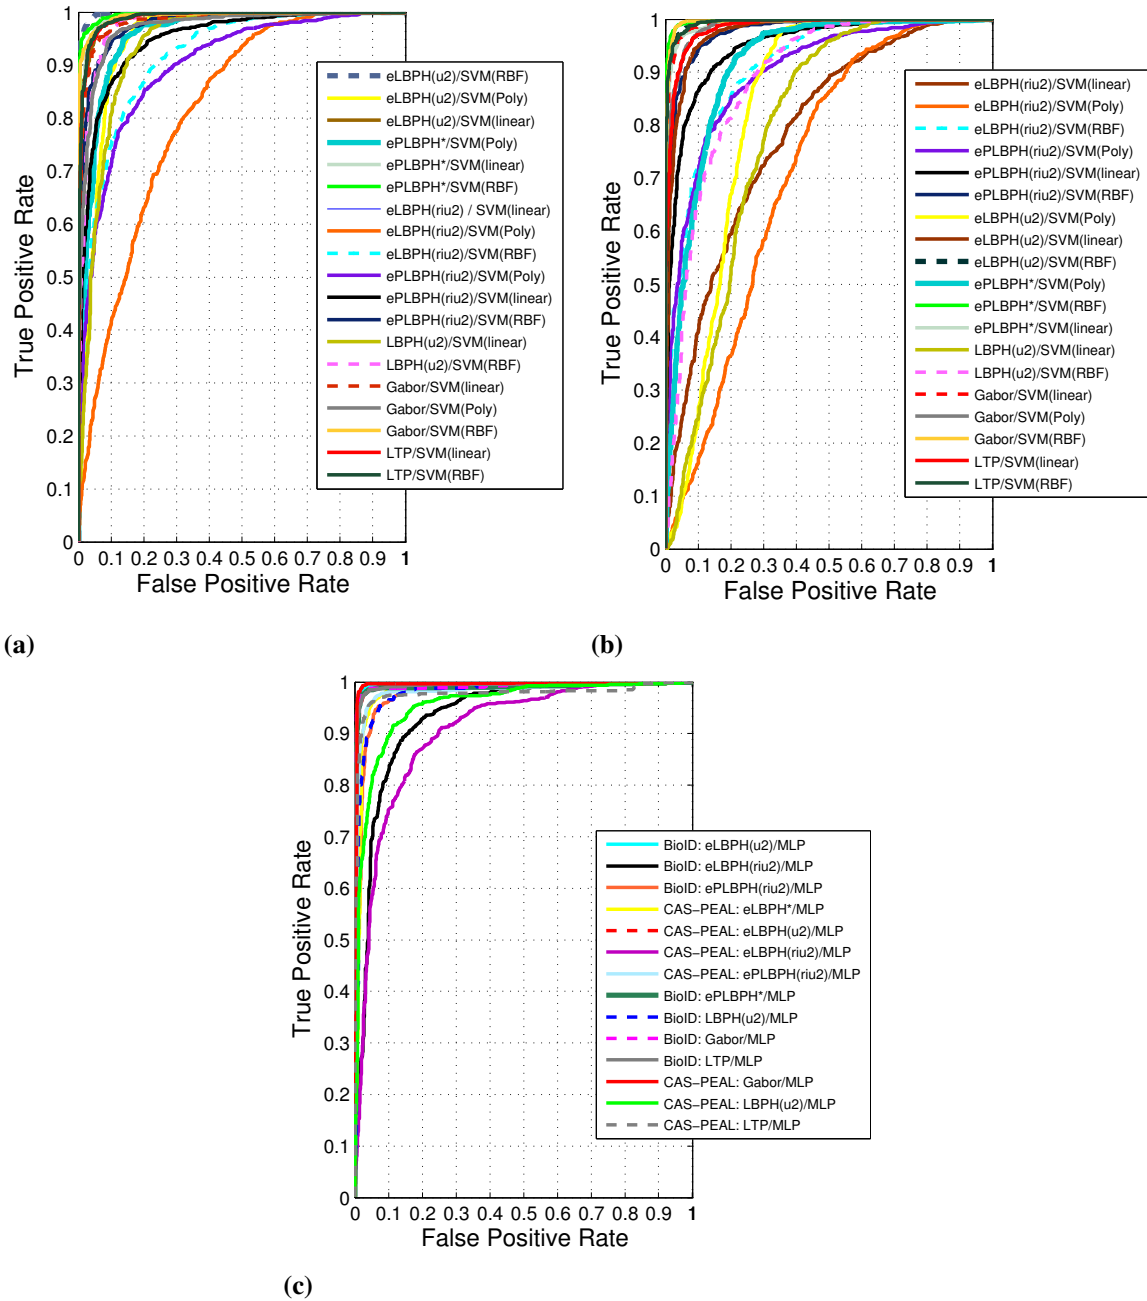 1
0.9
0.8
0.7
0.6
0.5
0.4
0.3
0.2
0.1
0
True Positive Rate
0 0.1 0.2 0.3 0.4 0.5 0.6 0.7 0.8 0.9 1
False Positive Rate
eLBPH(u2)/SVM(RBF)
eLBPH(u2)/SVM(Poly)
eLBPH(u2)/SVM(linear)
ePLBPH*/SVM(Poly)
ePLBPH*/SVM(linear)
ePLBPH*/SVM(RBF)
eLBPH(riu2) / SVM(linear)
eLBPH(riu2)/SVM(Poly)
eLBPH(riu2)/SVM(RBF)
ePLBPH(riu2)/SVM(Poly)
ePLBPH(riu2)/SVM(linear)
ePLBPH(riu2)/SVM(RBF)
LBPH(u2)/SVM(linear)
LBPH(u2)/SVM(RBF)
Gabor/SVM(linear)
Gabor/SVM(Poly)
Gabor/SVM(RBF)
LTP/SVM(linear)
LTP/SVM(RBF)
(a)
1
0.9
0.8
0.7
0.6
0.5
0.4
0.3
0.2
0.1
0
True Positive Rate
0 0.1 0.2 0.3 0.4 0.5 0.6 0.7 0.8 0.9 1
False Positive Rate
eLBPH(riu2)/SVM(linear)
eLBPH(riu2)/SVM(Poly)
eLBPH(riu2)/SVM(RBF)
ePLBPH(riu2)/SVM(Poly)
ePLBPH(riu2)/SVM(linear)
ePLBPH(riu2)/SVM(RBF)
eLBPH(u2)/SVM(Poly)
eLBPH(u2)/SVM(linear)
eLBPH(u2)/SVM(RBF)
ePLBPH*/SVM(Poly)
ePLBPH*/SVM(RBF)
ePLBPH*/SVM(linear)
LBPH(u2)/SVM(linear)
LBPH(u2)/SVM(RBF)
Gabor/SVM(linear)
Gabor/SVM(Poly)
Gabor/SVM(RBF)
LTP/SVM(linear)
LTP/SVM(RBF)
(b)
1
0.9
0.8
0.7
0.6
0.5
0.4
0.3
0.2
0.1
0
True Positive Rate
0 0.1 0.2 0.3 0.4 0.5 0.6 0.7 0.8 0.9 1
False Positive Rate
BioID: eLBPH(u2)/MLP
BioID: eLBPH(riu2)/MLP
BioID: ePLBPH(riu2)/MLP
CAS−PEAL: eLBPH*/MLP
CAS−PEAL: eLBPH(u2)/MLP
CAS−PEAL: eLBPH(riu2)/MLP
CAS−PEAL: ePLBPH(riu2)/MLP
BioID: ePLBPH*/MLP
BioID: LBPH(u2)/MLP
BioID: Gabor/MLP
BioID: LTP/MLP
CAS−PEAL: Gabor/MLP
CAS−PEAL: LBPH(u2)/MLP
CAS−PEAL: LTP/MLP
(c)